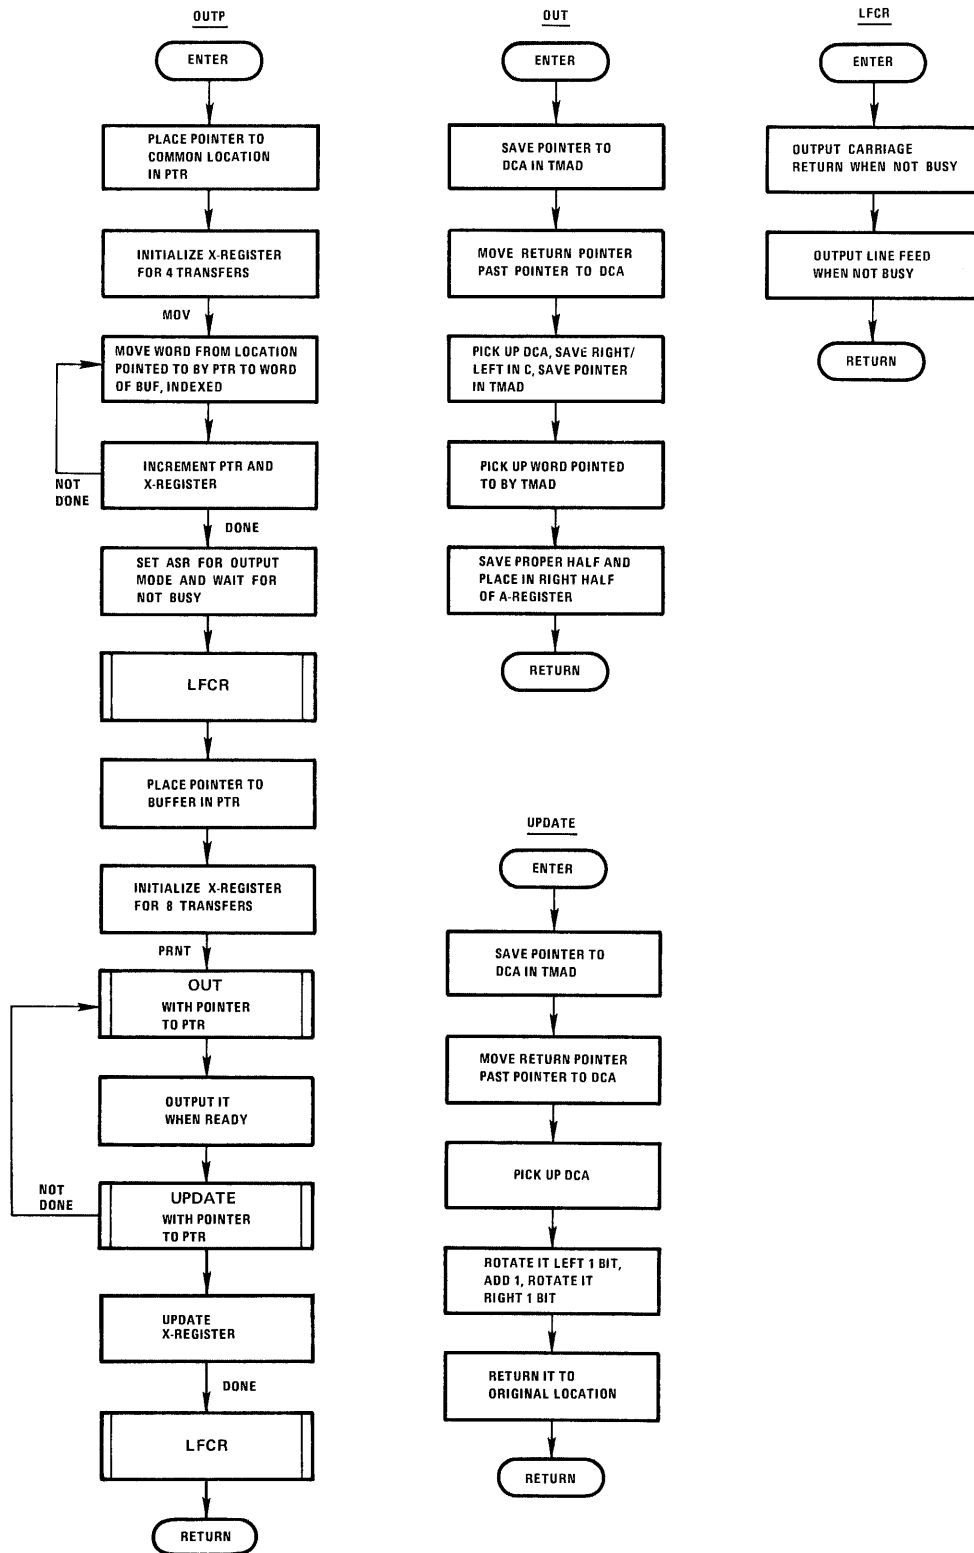 OUTP
ENTER
PLACE POINTER TO
COMMON LOCATION
IN PTR
INITIALIZE X-REGISTER
FOR 4 TRANSFERS
MOV
MOVE WORD FROM LOCATION
POINTED TO BY PTR TO WORD
OF BUF, INDEXED
INCREMENT PTR AND
X-REGISTER
NOT
DONE
DONE
SET ASR FOR OUTPUT
MODE AND WAIT FOR
NOT BUSY
LFCR
PLACE POINTER TO
BUFFER IN PTR
INITIALIZE X-REGISTER
FOR 8 TRANSFERS
PRNT
OUT
WITH POINTER
TO PTR
OUTPUT IT
WHEN READY
NOT
DONE
UPDATE
WITH POINTER
TO PTR
UPDATE
X-REGISTER
DONE
LFCR
RETURN
OUT
ENTER
SAVE POINTER TO
DCA IN TMAD
MOVE RETURN POINTER
PAST POINTER TO DCA
PICK UP DCA, SAVE RIGHT/
LEFT IN C, SAVE POINTER
IN TMAD
PICK UP WORD POINTED
TO BY TMAD
SAVE PROPER HALF AND
PLACE IN RIGHT HALF
OF A-REGISTER
RETURN
UPDATE
ENTER
SAVE POINTER TO
DCA IN TMAD
MOVE RETURN POINTER
PAST POINTER TO DCA
PICK UP DCA
ROTATE IT LEFT 1 BIT,
ADD 1, ROTATE IT
RIGHT 1 BIT
RETURN IT TO
ORIGINAL LOCATION
RETURN
LFCR
ENTER
OUTPUT CARRIAGE
RETURN WHEN NOT BUSY
OUTPUT LINE FEED
WHEN NOT BUSY
RETURN